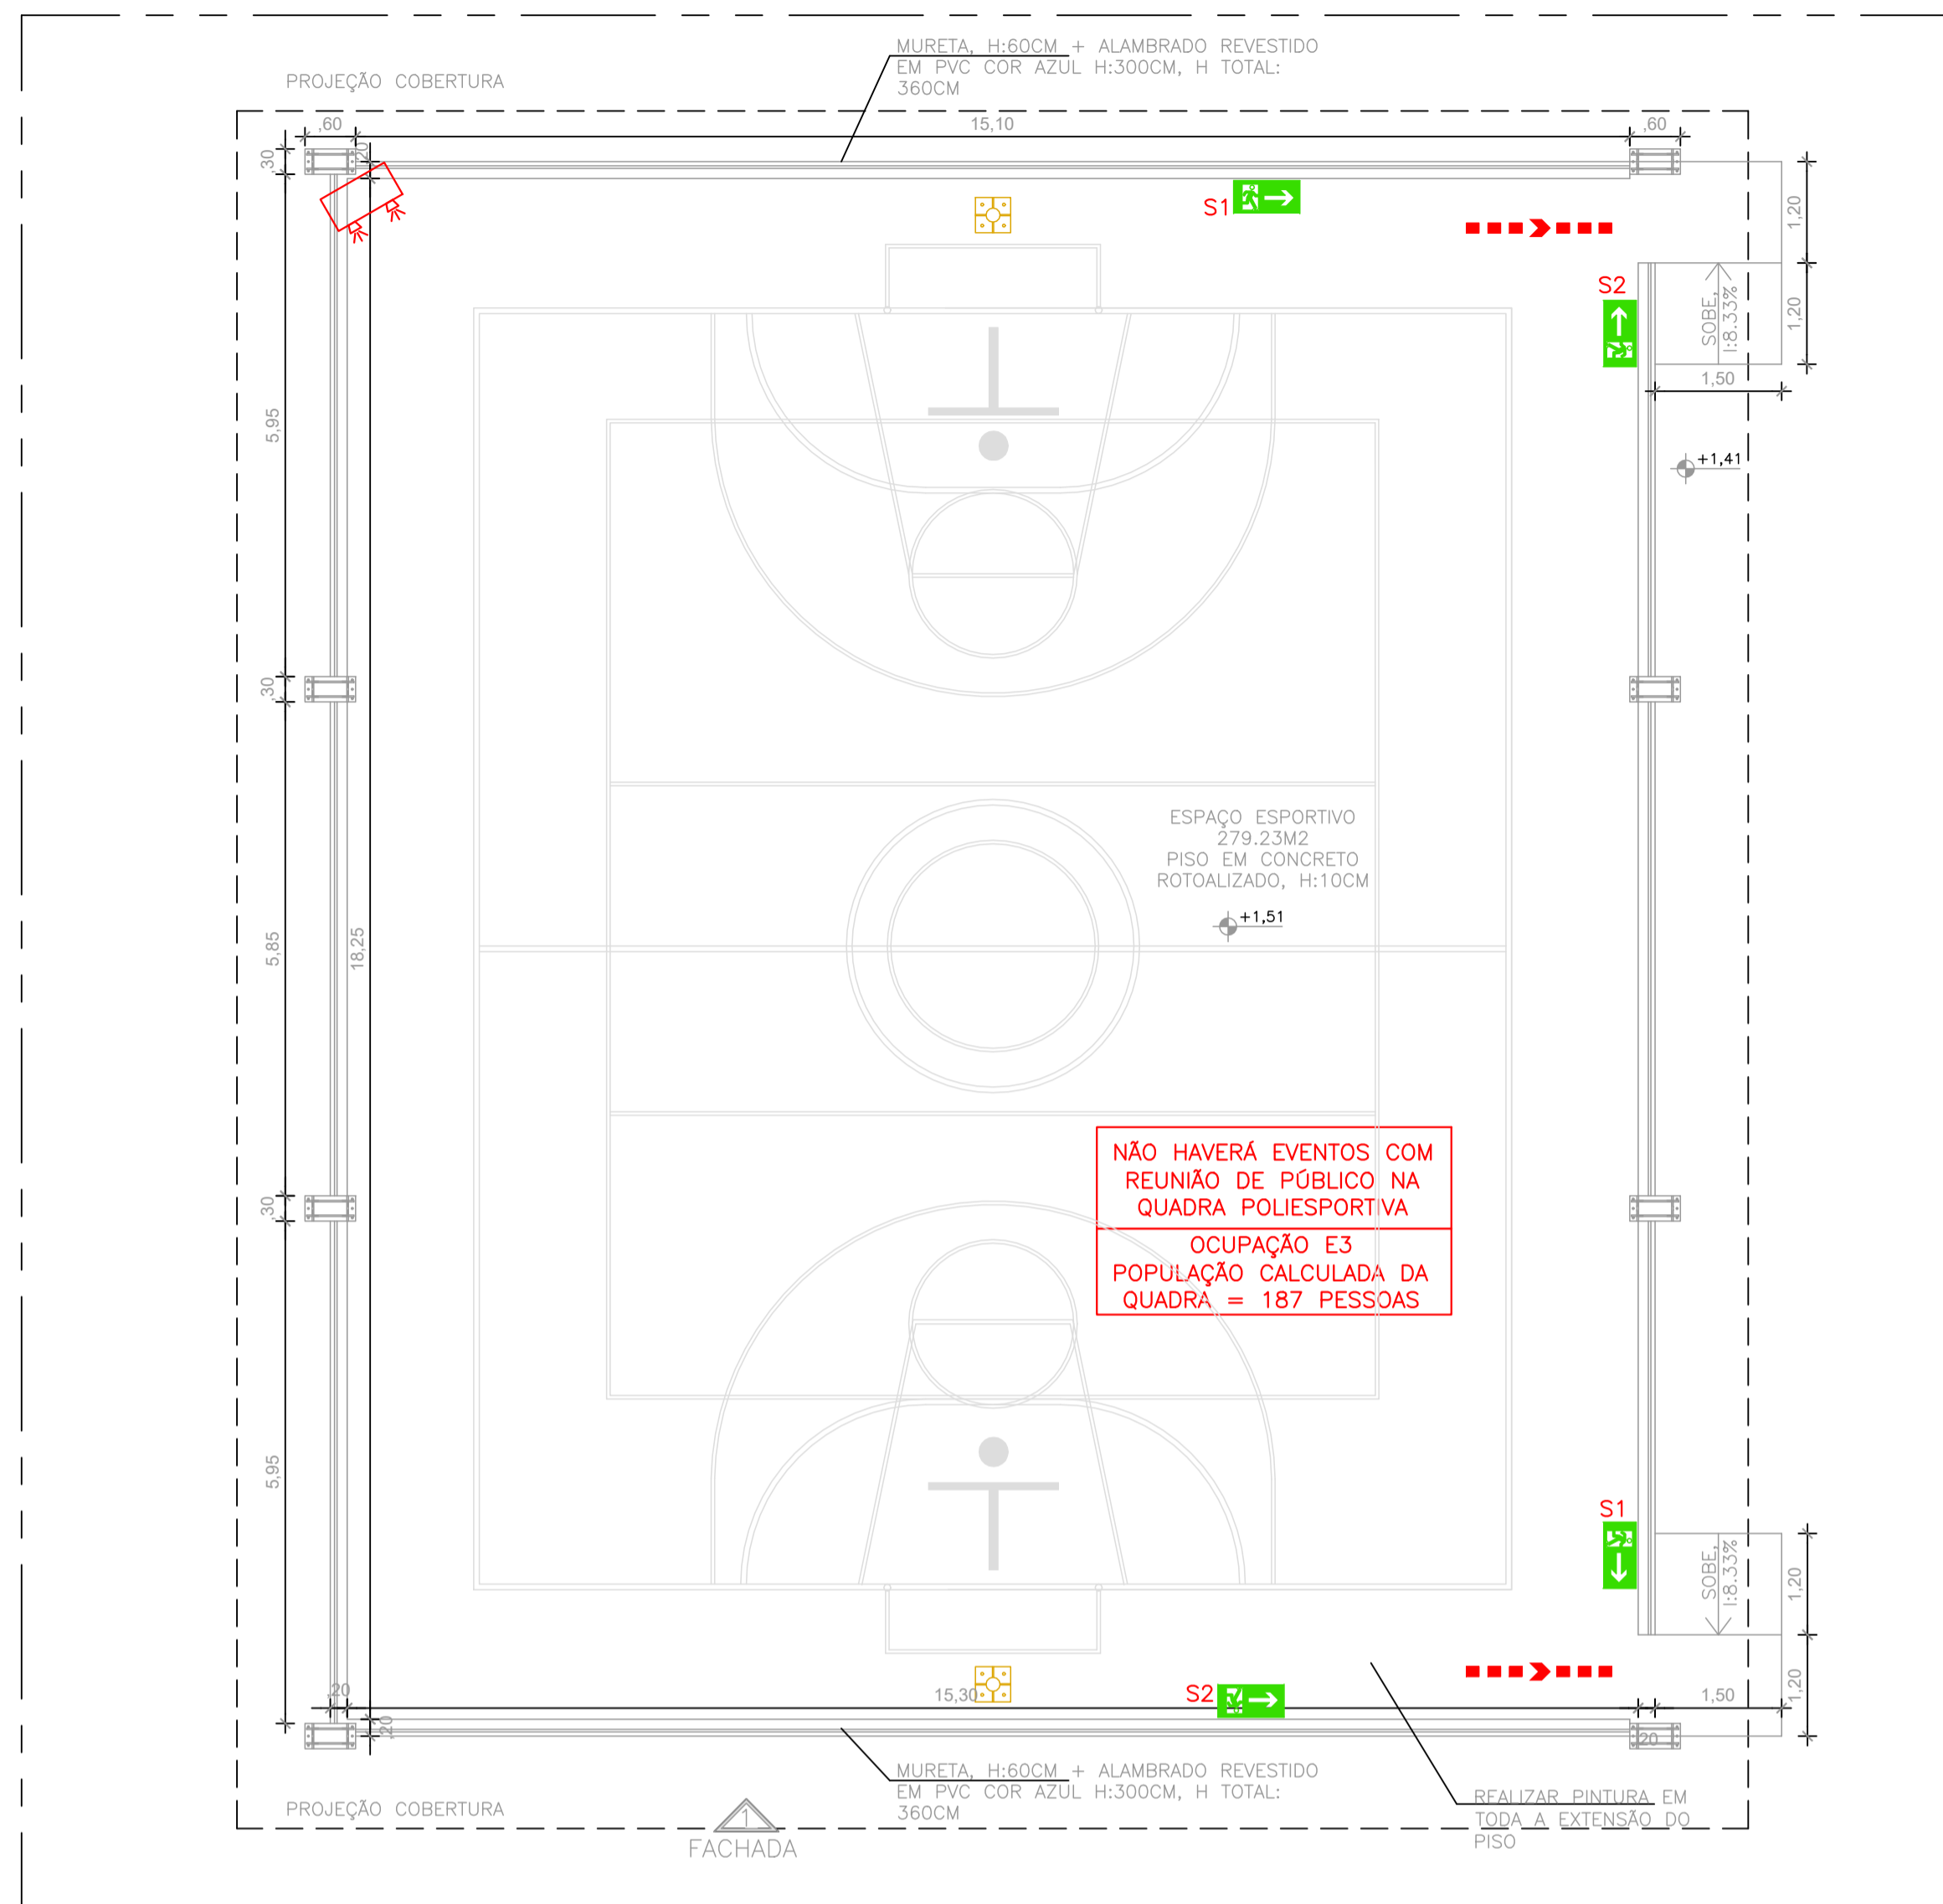 MURETA, H:60CM + ALAMBRADO REVESTIDO
EM PVC COR AZUL H:300CM, H TOTAL:
360CM
PROJEÇÃO COBERTURA
,60
15,10
,60
,30
,20
S1
1,20
S2
SOBE,
I:8.33%
1,20
1,50
5,95
+1,41
,30
ESPAÇO ESPORTIVO
279.23M2
PISO EM CONCRETO
ROTOALIZADO, H:10CM
+1,51
5,85
18,25
NÃO HAVERÁ EVENTOS COM
REUNIÃO DE PÚBLICO NA
QUADRA POLIESPORTIVA
OCUPAÇÃO E3
POPULAÇÃO CALCULADA DA
QUADRA = 187 PESSOAS
,30
5,95
S1
SOBE,
I:8.33%
1,20
,20
15,30
S2
1,50
1,20
,20
20
MURETA, H:60CM + ALAMBRADO REVESTIDO
EM PVC COR AZUL H:300CM, H TOTAL:
360CM
PROJEÇÃO COBERTURA
1
FACHADA
REALIZAR PINTURA EM
TODA A EXTENSÃO DO
PISO